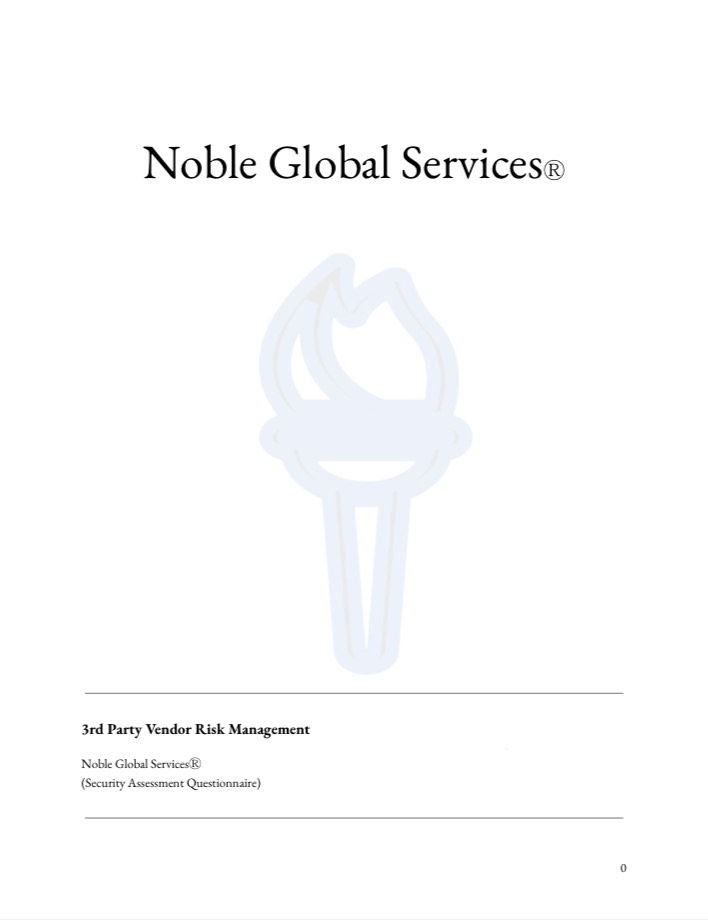 Noble Global Services®
3rd Party Vendor Risk Management
Noble Global Services®
(Security Assessment Questionnaire)
0